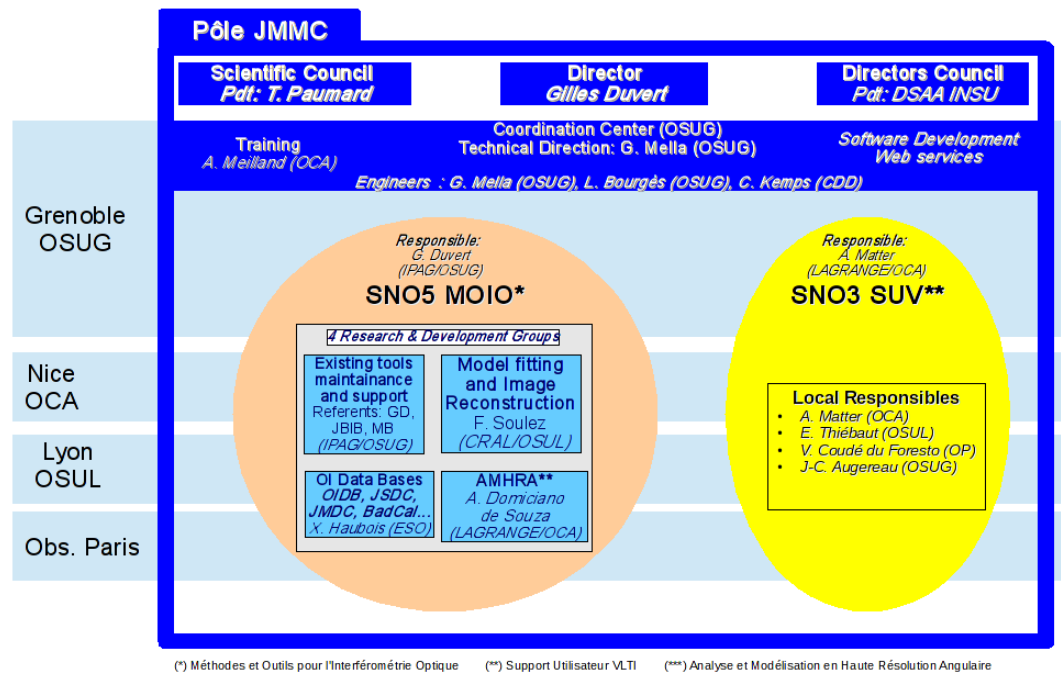 Pôle JMMC
Scientific Council
Pdt: T. Paumard
Director
Gilles Duvert
Directors Council
Pdt: DSAA INSU
Training
A. Meilland (OCA)
Coordination Center (OSUG)
Technical Direction: G. Mella (OSUG)
Software Development
Web services
Engineers : G. Mella (OSUG), L. Bourgès (OSUG), C. Kemps (CDD)
Grenoble
OSUG
Nice
OCA
Lyon
OSUL
Obs. Paris
Responsible:
G. Duvert
(IPAG/OSUG)
SNO5 MOIO*
4 Research & Development Groups
Existing tools
maintainance
and support
Referents: GD,
JBIB, MB
(IPAG/OSUG)
Model fitting
and Image
Reconstruction
F. Soulez
(CRAL/OSUL)
OI Data Bases
OIDB, JSDC,
JMDC, BadCal...
X. Haubois (ESO)
AMHRA**
A. Domiciano
de Souza
(LAGRANGE/OCA)
Responsible:
A. Matter
(LAGRANGE/OCA)
SNO3 SUV**
Local Responsibles
• A. Matter (OCA)
• E. Thiébaut (OSUL)
• V. Coudé du Foresto (OP)
• J-C. Augereau (OSUG)
(*) Méthodes et Outils pour l'Interférométrie Optique (**) Support Utilisateur VLTI (***) Analyse et Modélisation en Haute Résolution Angulaire